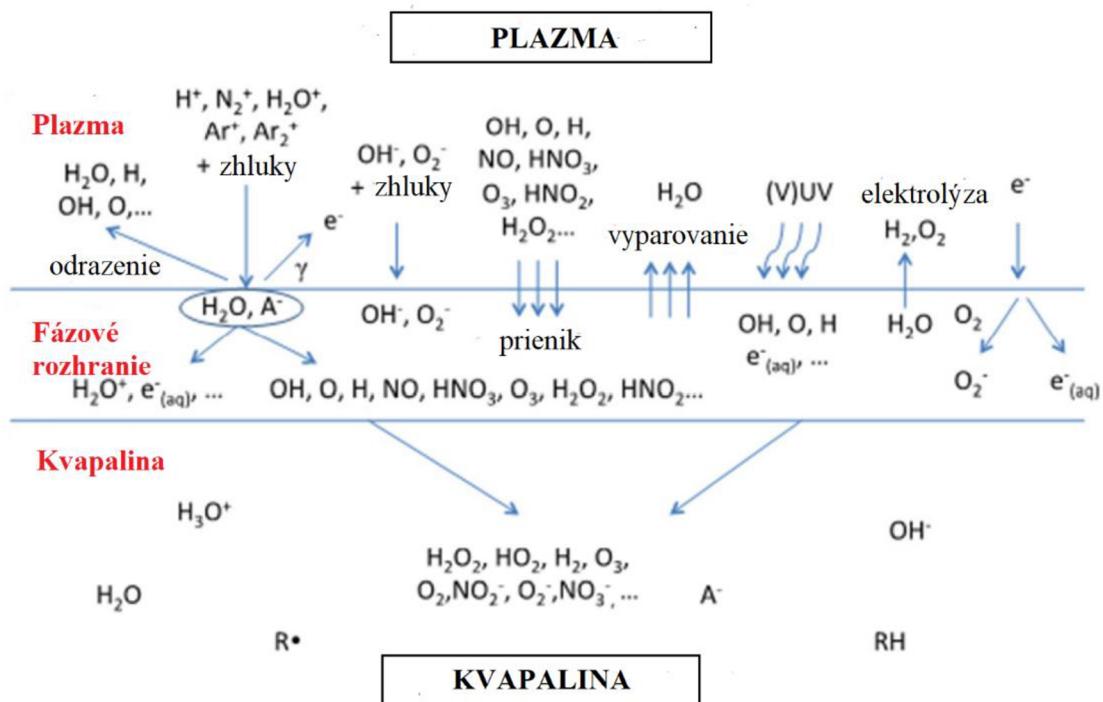 PLAZMA
Plazma
H₂O, H,
OH, O,...
odrazenie
H⁺, N₂⁺, H₂O⁺,
Ar⁺, Ar₂⁺
+ zhluky
e⁻
γ
OH⁻, O₂⁻
+ zhluky
OH, O, H,
NO, HNO₃,
O₃, HNO₂,
H₂O₂...
H₂O
vyparovanie
(V)UV
elektrolýza
H₂,O₂
e⁻
Fázové
rozhranie
H₂O, A⁻
OH⁻, O₂⁻
prienik
OH, O, H
e⁻(aq), ...
H₂O
O₂
O₂⁻
e⁻(aq)
H₂O⁺, e⁻(aq), ...
OH, O, H, NO, HNO₃, O₃, H₂O₂, HNO₂...
Kvapalina
H₃O⁺
OH⁻
H₂O₂, HO₂, H₂, O₃,
O₂,NO₂⁻, O₂⁻,NO₃⁻, ...
H₂O
A⁻
R•
RH
KVAPALINA